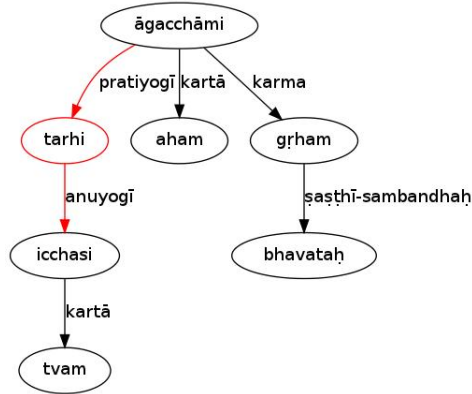 āgacchāmi
pratiyogī kartā karma
tarhi aham gṛham
anuyogī ṣaṣṭhī-sambandhaḥ
icchasi bhavataḥ
kartā
tvam